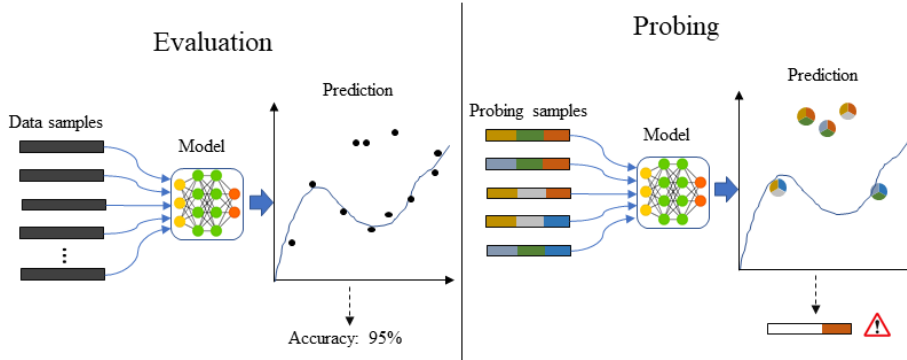 Evaluation
Data samples
Model
Prediction
...
Accuracy: 95%
Probing
Probing samples
Model
Prediction
!